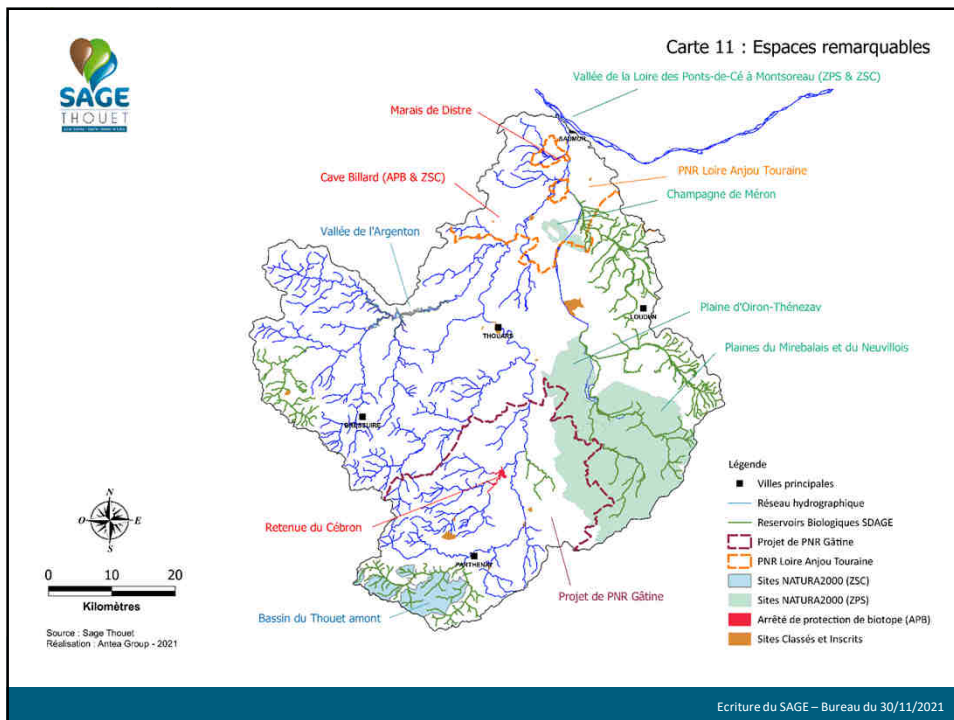 Carte 11 : Espaces remarquables
SAGE
THOUET
Vallée de la Loire des Ponts-de-Cé à Montsoreau (ZPS & ZSC)
Marais de Distre
SAUMUR
Cave Billard (APB & ZSC)
PNR Loire Anjou Touraine
Champagne de Méron
Vallée de l'Argenton
Plaine d'Oiron-Thénezay
LOUDUN
THOUARS
Plaines du Mirebalais et du Neuvillois
BRESSUIRE
Retenue du Cébron
PARTHENAY
Projet de PNR Gâtine
Bassin du Thouet amont
N
O
E
S
0 10 20
Kilomètres
Source : Sage Thouet
Réalisation : Antea Group - 2021
Légende
Villes principales
Réseau hydrographique
Reservoirs Biologiques SDAGE
Projet de PNR Gâtine
PNR Loire Anjou Touraine
Sites NATURA2000 (ZSC)
Sites NATURA2000 (ZPS)
Arrêté de protection de biotope (APB)
Sites Classés et Inscrits
Ecriture du SAGE – Bureau du 30/11/2021